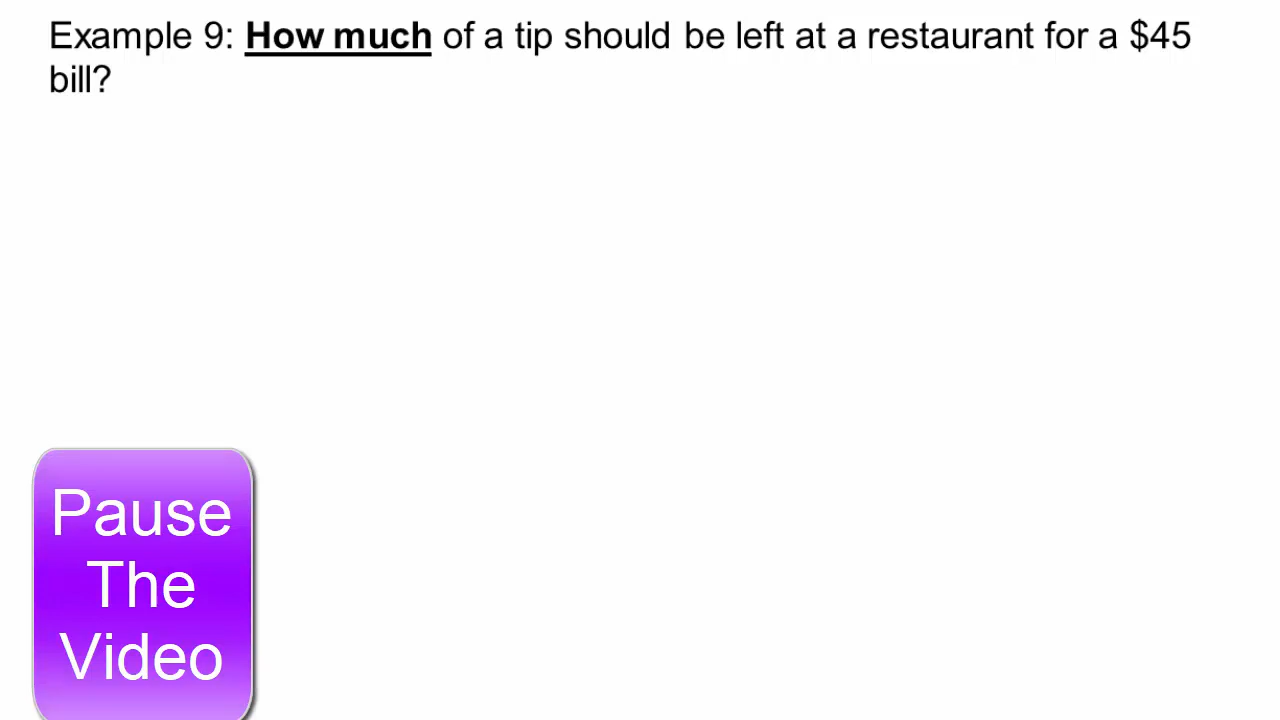 Example 9: How much of a tip should be left at a restaurant for a $45
bill?
Pause
The
Video